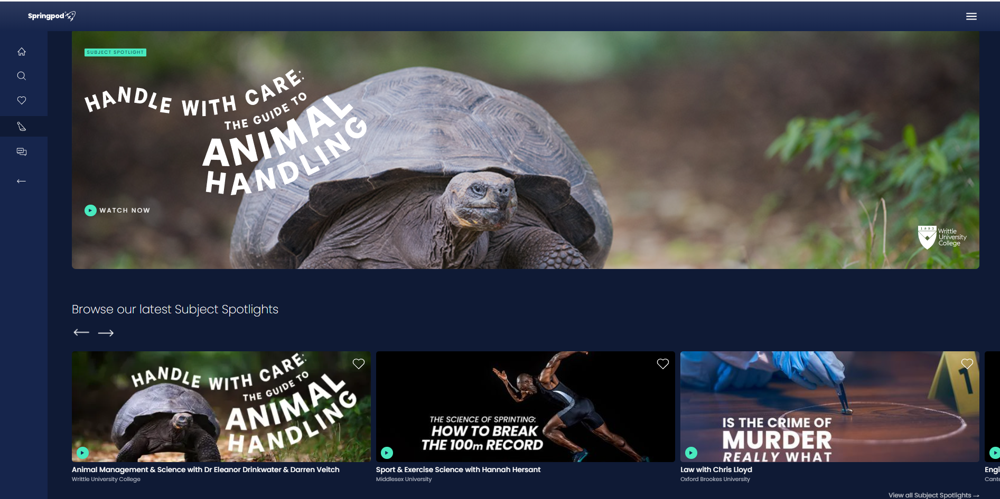 Springpod
SUBJECT SPOTLIGHT
HANDLE WITH CARE:
THE GUIDE TO
ANIMAL
HANDLING
WATCH NOW
1893
Writtle
University
College
Browse our latest Subject Spotlights
HANDLE WITH CARE:
THE GUIDE TO
ANIMAL
HANDLING
Animal Management & Science with Dr Eleanor Drinkwater & Darren Veitch
Writtle University College
THE SCIENCE OF SPRINTING:
HOW TO BREAK
THE 100m RECORD
Sport & Exercise Science with Hannah Hersant
Middlesex University
1
IS THE CRIME OF
MURDER
REALLY WHAT
Law with Chris Lloyd
Oxford Brookes University
Engi
Cante
View all Subject Spotlights →